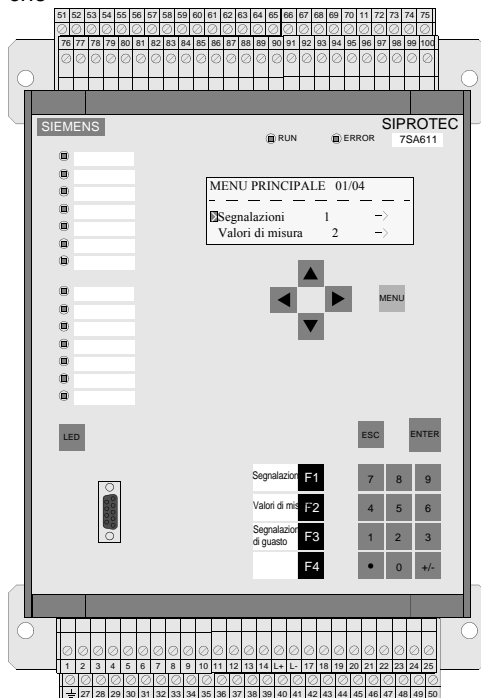 51 52 53 54 55 56 57 58 59 60 61 62 63 64 65 66 67 68 69 70 11 72 73 74 75
76 77 78 79 80 81 82 83 84 85 86 87 88 89 90 91 92 93 94 95 96 97 98 99 100
SIEMENS
SIPROTEC
RUN
ERROR
7SA611
MENU PRINCIPALE 01/04
Segnalazioni 1 ->
Valori di misura 2 ->
MENU
LED
ESC
ENTER
Segnalazion F1
7 8 9
Valori di mis F2
4 5 6
Segnalazion
di guasto
F3
1 2 3
F4
• 0 +/-
1 2 3 4 5 6 7 8 9 10 11 12 13 14 L+ L- 17 18 19 20 21 22 23 24 25
27 28 29 30 31 32 33 34 35 36 37 38 39 40 41 42 43 44 45 46 47 48 49 50